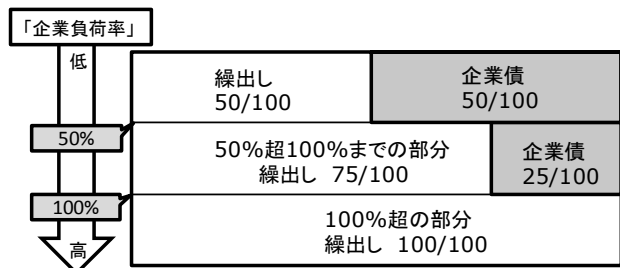 「企業負荷率」
低
繰出し
50/100
企業債
50/100
50%
50%超100%までの部分
繰出し 75/100
企業債
25/100
100%
100%超の部分
繰出し 100/100
高